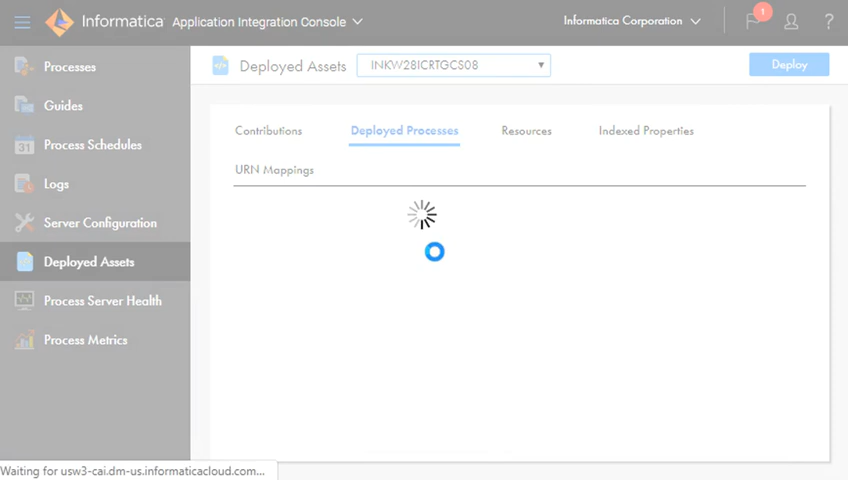 Informatica® Application Integration Console
Informatica Corporation
1
?
Processes
Guides
31
Process Schedules
Logs
Server Configuration
Deployed Assets
Process Server Health
Process Metrics
Deployed Assets
INKW28ICRTGCS08
Deploy
Contributions
Deployed Processes
Resources
Indexed Properties
URN Mappings
Waiting for usw3-cai.dm-us.informaticacloud.com...